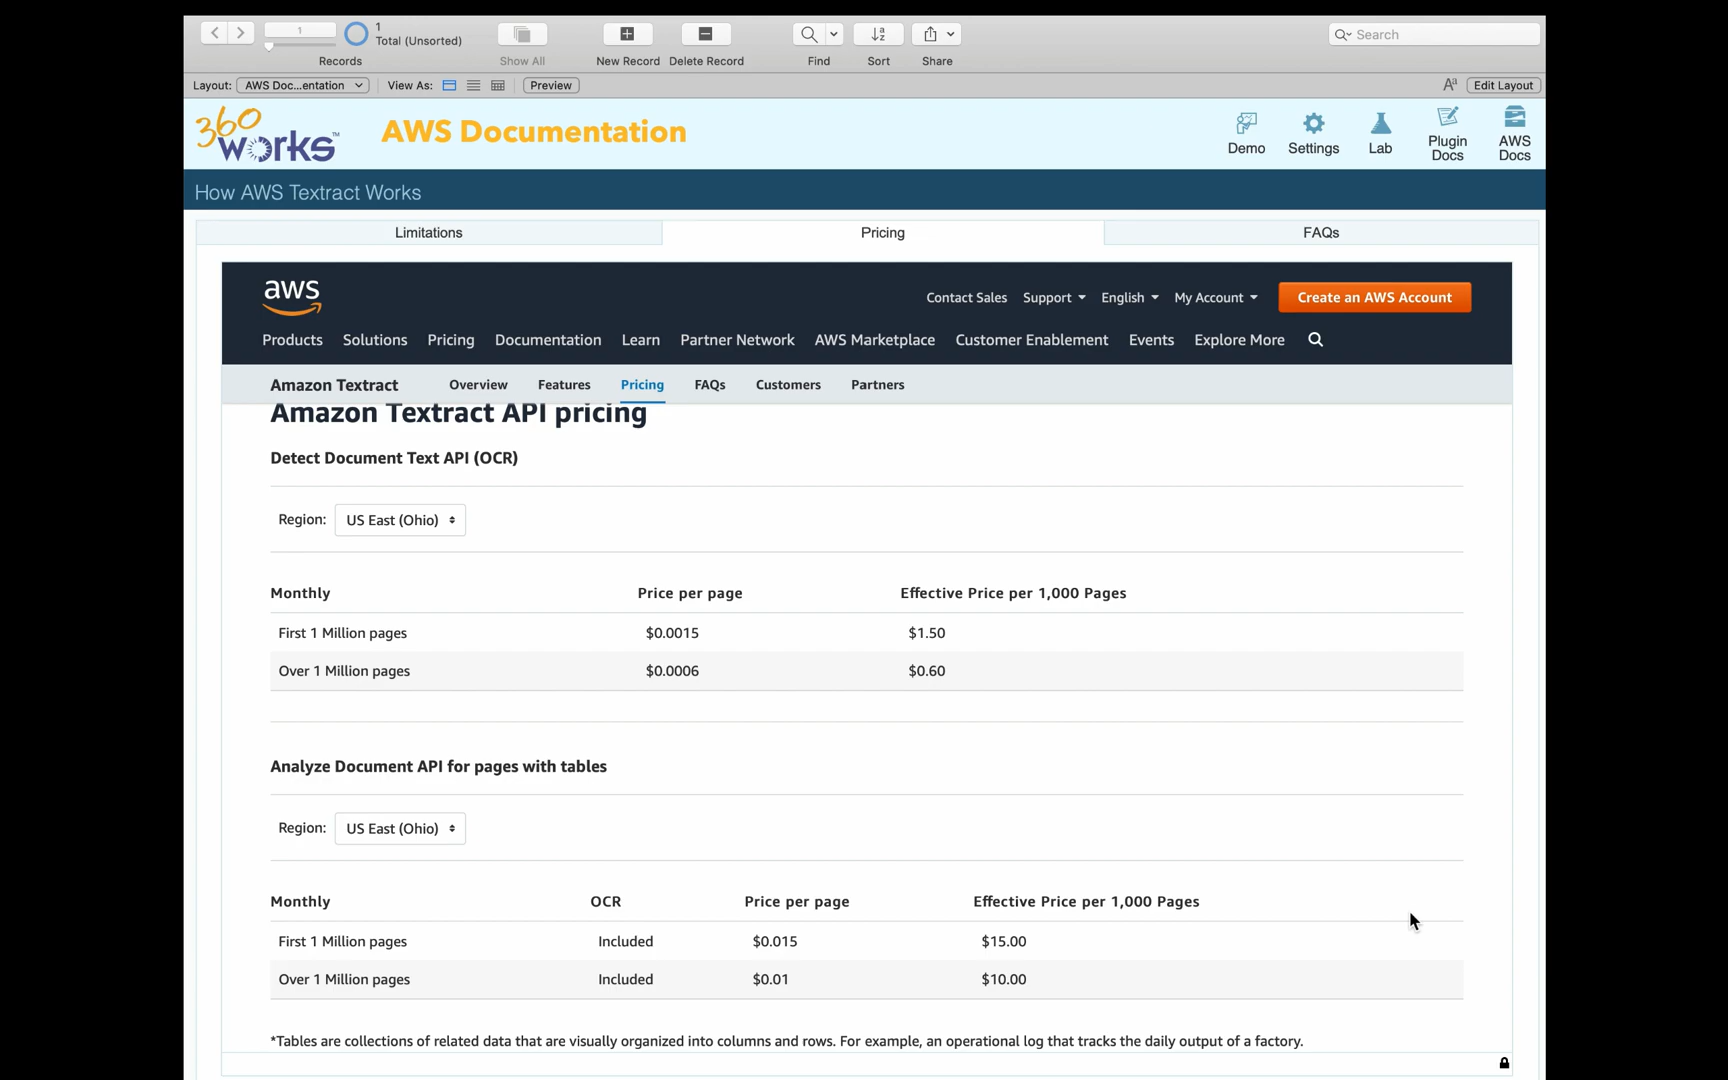 1
1
Total (Unsorted)
Records
Show All
New Record
Delete Record
Find
Sort
Share
Search
Layout: AWS Doc...entation
View As:
Preview
Aa
Edit Layout
360
works™
AWS Documentation
Demo
Settings
Lab
Plugin
Docs
AWS
Docs
How AWS Textract Works
Limitations
Pricing
FAQs
aws
Contact Sales Support English My Account Create an AWS Account
Products Solutions Pricing Documentation Learn Partner Network AWS Marketplace Customer Enablement Events Explore More
Amazon Textract Overview Features Pricing FAQs Customers Partners
Amazon Textract API pricing
Detect Document Text API (OCR)
Region: US East (Ohio)
Monthly Price per page Effective Price per 1,000 Pages
First 1 Million pages $0.0015 $1.50
Over 1 Million pages $0.0006 $0.60
Analyze Document API for pages with tables
Region: US East (Ohio)
Monthly OCR Price per page Effective Price per 1,000 Pages
First 1 Million pages Included $0.015 $15.00
Over 1 Million pages Included $0.01 $10.00
*Tables are collections of related data that are visually organized into columns and rows. For example, an operational log that tracks the daily output of a factory.